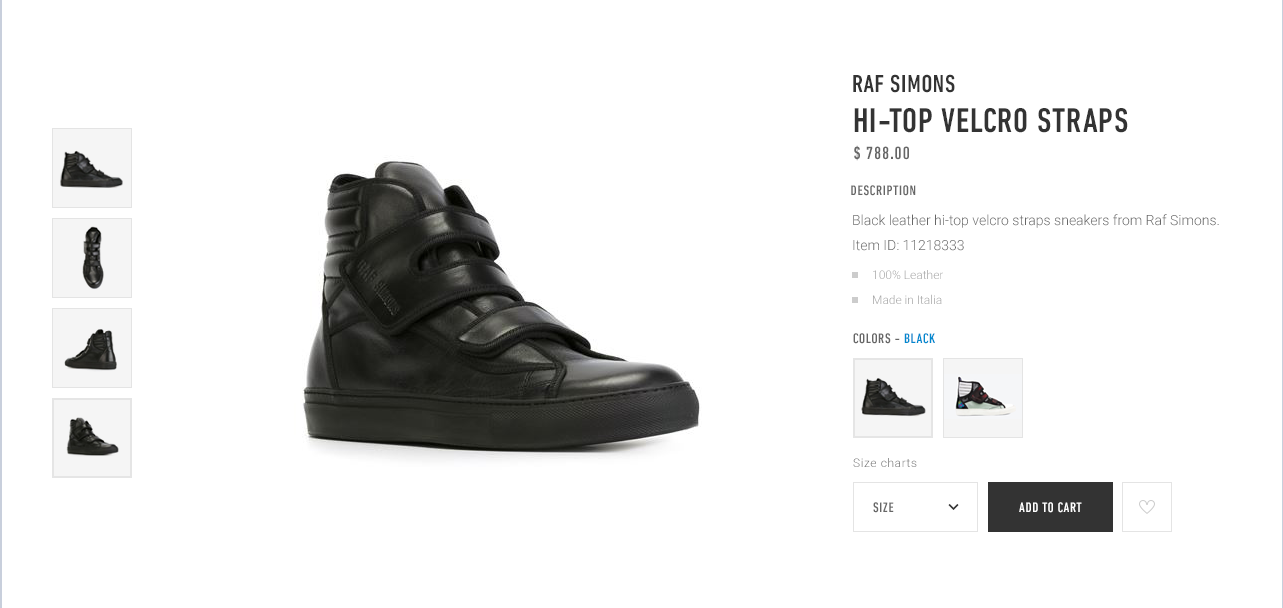 RAF SIMONS
HI-TOP VELCRO STRAPS
$ 788.00
DESCRIPTION
Black leather hi-top velcro straps sneakers from Raf Simons.
Item ID: 11218333
100% Leather
Made in Italia
COLORS - BLACK
Size charts
SIZE
ADD TO CART